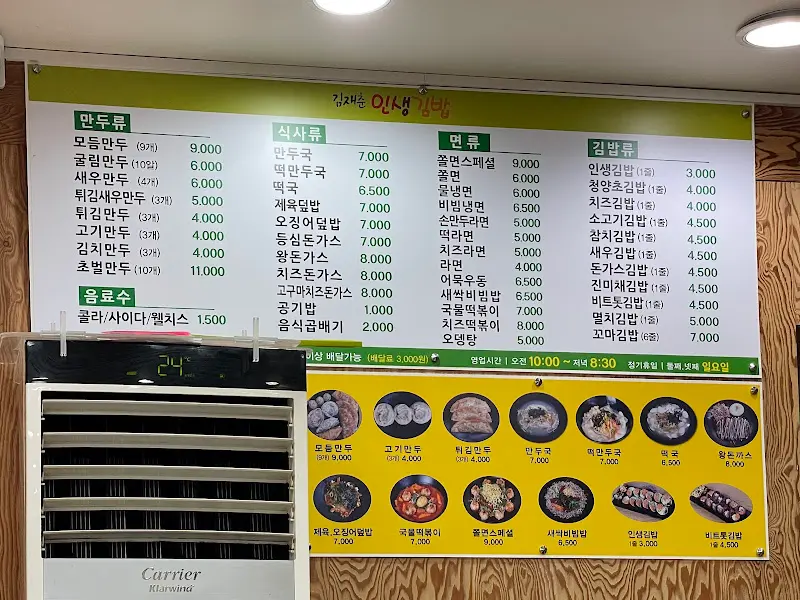 김재춘 인생김밥
만두류
모듬만두 (9개) 9.000
굴림만두 (10알) 6.000
새우만두 (4개) 6.000
튀김새우만두 (3개) 5.000
튀김만두 (3개) 4.000
고기만두 (3개) 4.000
김치만두 (3개) 4.000
초벌만두 (10개) 11.000
음료수
콜라/사이다/웰치스 1.500
식사류
만두국 7.000
떡만두국 7.000
떡국 6.500
제육덮밥 7.000
오징어덮밥 7.000
등심돈가스 7.000
왕돈가스 8.000
치즈돈가스 8.000
고구마치즈돈가스 8.000
공기밥 1.000
음식곱배기 2.000
면류
쫄면스페셜 9.000
쫄면 6.000
물냉면 6.000
비빔냉면 6.500
손만두라면 5.000
떡라면 5.000
치즈라면 5.000
라면 4.000
어묵우동 6.500
새싹비빔밥 6.500
국물떡볶이 7.000
치즈떡볶이 8.000
오뎅탕 5.000
김밥류
인생김밥 (1줄) 3.000
청양초김밥 (1줄) 4.000
치즈김밥 (1줄) 4.000
소고기김밥 (1줄) 4.500
참치김밥 (1줄) 4.500
새우김밥 (1줄) 4.500
돈가스김밥 (1줄) 4.500
진미채김밥 (1줄) 4.500
비트톳김밥 (1줄) 4.500
멸치김밥 (1줄) 5.000
꼬마김밥 (6줄) 7.000
이상 배달가능 (배달료 3,000원) 영업시간 | 오전 10:00 ~ 저녁 8:30 정기휴일 | 둘째,넷째 일요일
모듬만두
(9개) 9,000
고기만두
(3개) 4,000
튀김만두
(3개) 4,000
만두국
7,000
떡만두국
7,000
떡국
6,500
왕돈까스
8,000
제육,오징어덮밥
7,000
국물떡볶이
7,000
쫄면스페셜
9,000
새싹비빔밥
6,500
인생김밥
1줄 3,000
비트톳김밥
1줄 4,500
24℃
Carrier
Klarwind